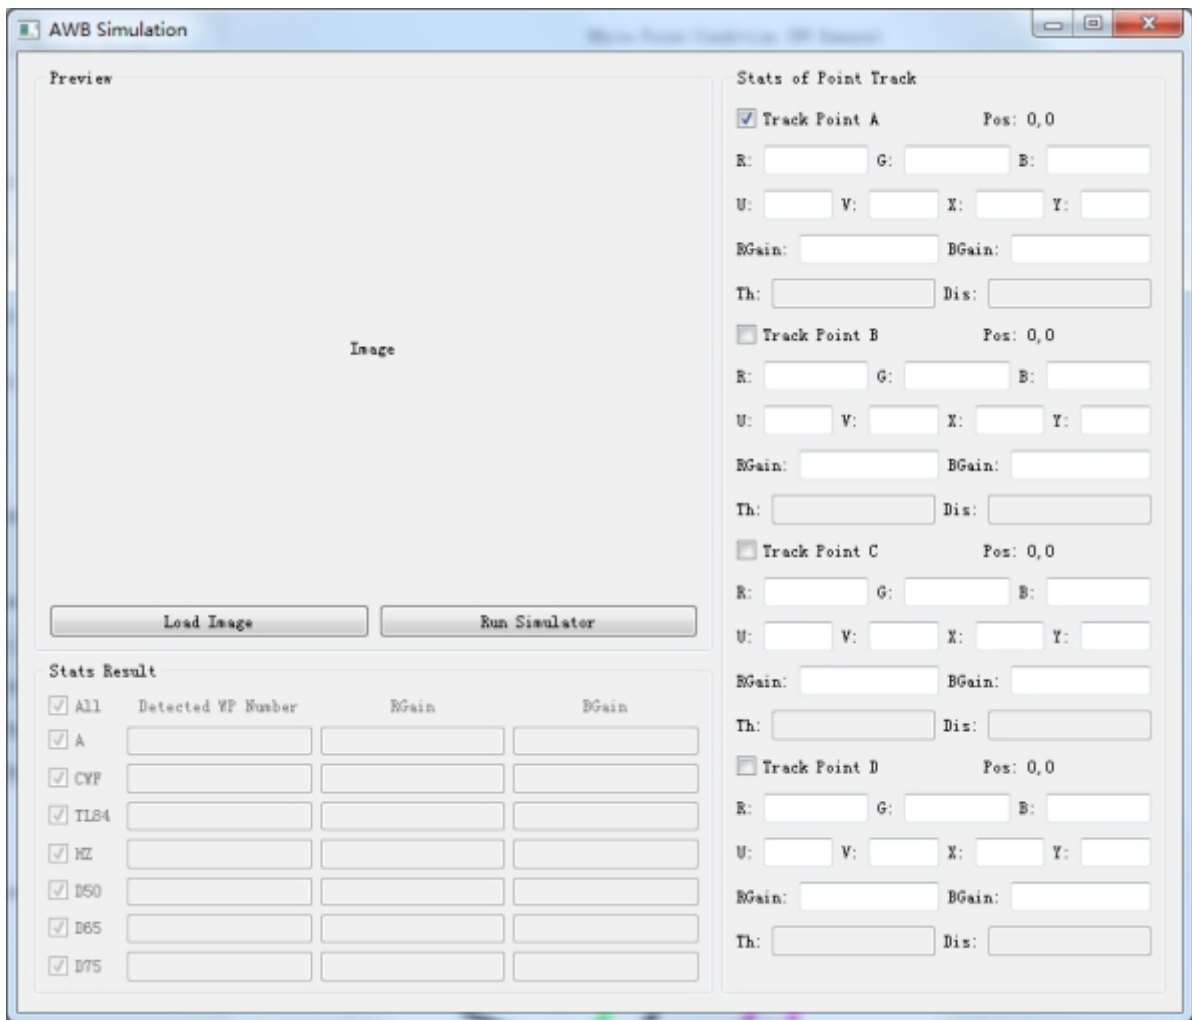 AWB Simulation
Preview
Image
Load Image Run Simulator
Stats Result
All Detected WP Number RGain BGain
A
CWF
TL84
HZ
D50
D65
D75
Stats of Point Track
Track Point A Pos: 0,0
R: G: B:
U: V: X: Y:
RGain: BGain:
Th: Dis:
Track Point B Pos: 0,0
R: G: B:
U: V: X: Y:
RGain: BGain:
Th: Dis:
Track Point C Pos: 0,0
R: G: B:
U: V: X: Y:
RGain: BGain:
Th: Dis:
Track Point D Pos: 0,0
R: G: B:
U: V: X: Y:
RGain: BGain:
Th: Dis: